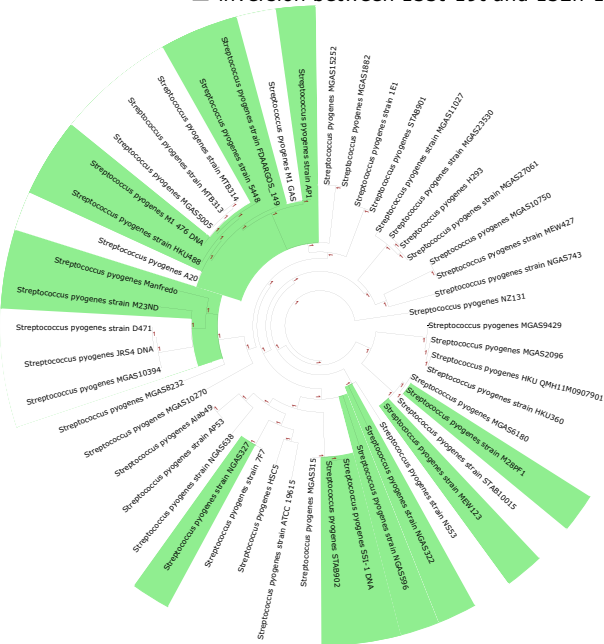 Inversion between
Streptococcus pyogenes MGAS15252
Streptococcus pyogenes MGAS1882
Streptococcus pyogenes strain 1E1
Streptococcus pyogenes STAB901
Streptococcus pyogenes strain MGAS11027
Streptococcus pyogenes strain MGAS23530
Streptococcus pyogenes H293
Streptococcus pyogenes strain MGAS27061
Streptococcus pyogenes MGAS10750
Streptococcus pyogenes strain MEW427
Streptococcus pyogenes strain NGAS743
Streptococcus pyogenes NZ131
Streptococcus pyogenes MGAS9429
Streptococcus pyogenes MGAS2096
Streptococcus pyogenes HKU QMH11M0907901
Streptococcus pyogenes strain HKU360
Streptococcus pyogenes MGAS6180
Streptococcus pyogenes strain M28PF1
Streptococcus pyogenes STAB10015
Streptococcus pyogenes strain MEW123
Streptococcus pyogenes strain NS53
Streptococcus pyogenes strain NGAS322
Streptococcus pyogenes strain NGAS596
Streptococcus pyogenes SSI-1 DNA
Streptococcus pyogenes STAB902
Streptococcus pyogenes MGAS315
Streptococcus pyogenes strain ATCC 19615
Streptococcus pyogenes HSC5
Streptococcus pyogenes strain 7F7
Streptococcus pyogenes strain NGAS327
Streptococcus pyogenes strain NGAS638
Streptococcus pyogenes AP53
Streptococcus pyogenes Alab49
Streptococcus pyogenes MGAS10270
Streptococcus pyogenes MGAS8232
Streptococcus pyogenes MGAS10394
Streptococcus pyogenes JRS4 DNA
Streptococcus pyogenes strain D471
Streptococcus pyogenes strain M23ND
Streptococcus pyogenes Manfredo
Streptococcus pyogenes A20
Streptococcus pyogenes strain HKU488
Streptococcus pyogenes M1 476 DNA
Streptococcus pyogenes MGAS5005
Streptococcus pyogenes strain MTB313
Streptococcus pyogenes strain MTB314
Streptococcus pyogenes strain 5448
Streptococcus pyogenes strain FDAARGOS_149
Streptococcus pyogenes M1 GAS
Streptococcus pyogenes strain AP1